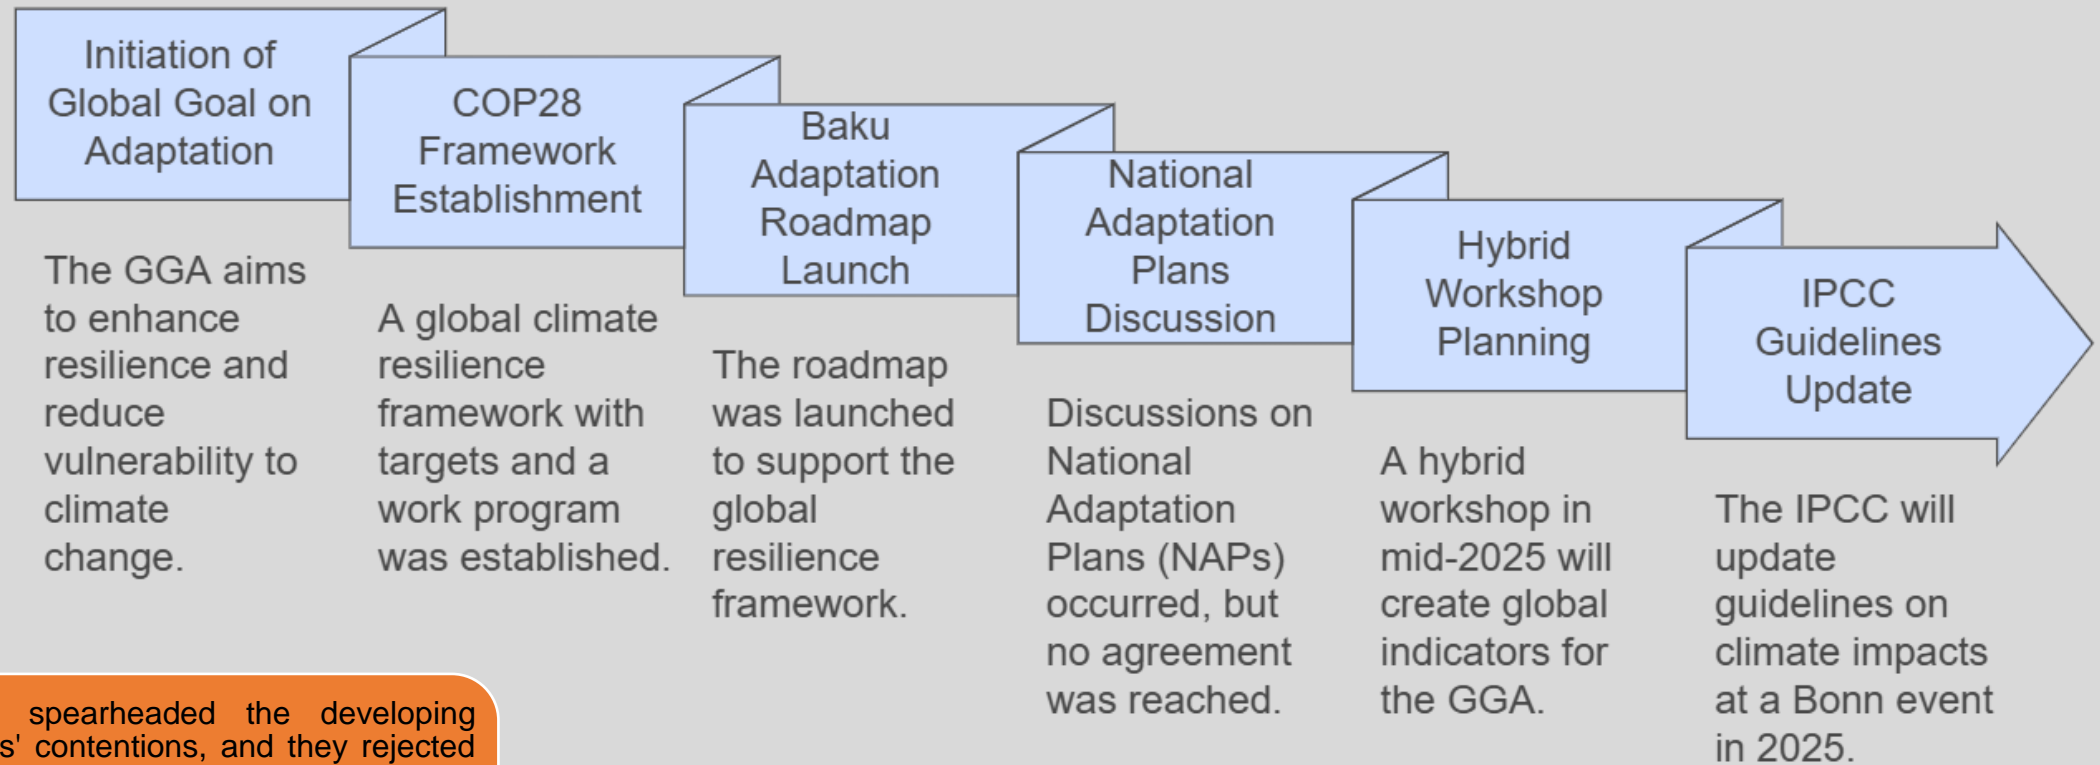 Initiation of
Global Goal on
Adaptation
The GGA aims
to enhance
resilience and
reduce
vulnerability to
climate
change.
COP28
Framework
Establishment
A global climate
resilience
framework with
targets and a
work program
was established.
Baku
Adaptation
Roadmap
Launch
The roadmap
was launched
to support the
global
resilience
framework.
National
Adaptation
Plans
Discussion
Discussions on
National
Adaptation
Plans (NAPs)
occurred, but
no agreement
was reached.
Hybrid
Workshop
Planning
A hybrid
workshop in
mid-2025 will
create global
indicators for
the GGA.
IPCC
Guidelines
Update
The IPCC will
update
guidelines on
climate impacts
at a Bonn event
in 2025.
spearheaded the developing
s' contentions, and they rejected